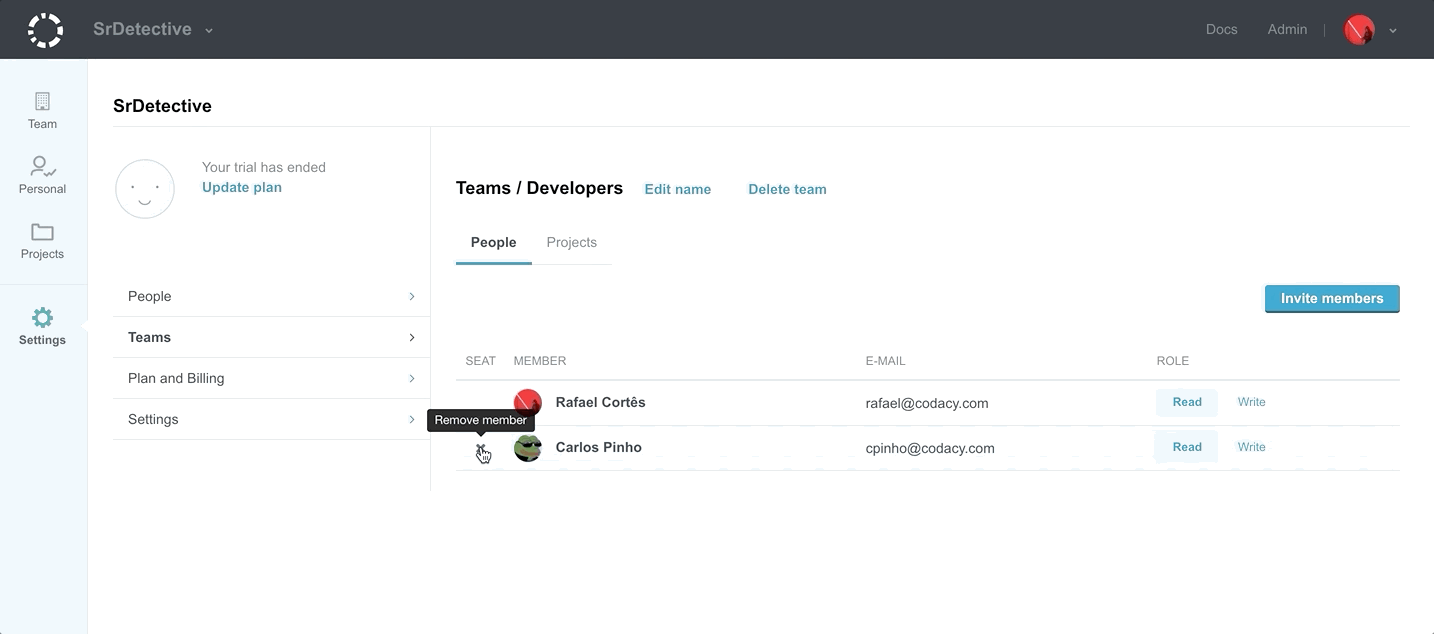 SrDetective
Docs Admin |
Team
Personal
Projects
Settings
SrDetective
Your trial has ended
Update plan
People
Teams
Plan and Billing
Settings
Teams / Developers Edit name Delete team
People Projects
Invite members
SEAT MEMBER E-MAIL ROLE
Rafael Cortês rafael@codacy.com Read Write
Remove member
Carlos Pinho cpinho@codacy.com Read Write